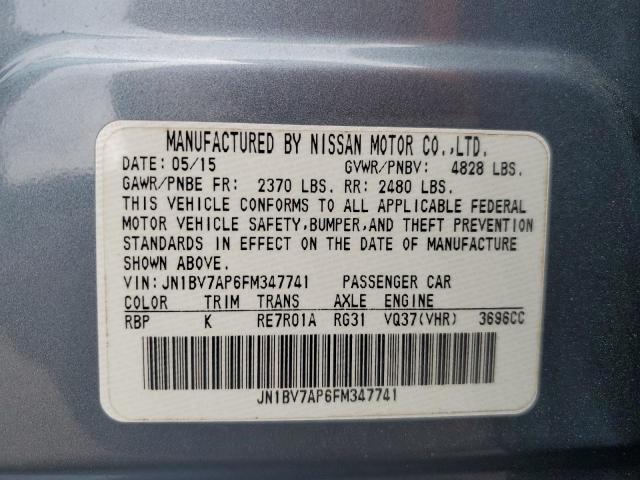 MANUFACTURED BY NISSAN MOTOR CO.,LTD.
DATE: 05/15 GVWR/PNBV: 4828 LBS.
GAWR/PNBE FR: 2370 LBS. RR: 2480 LBS.
THIS VEHICLE CONFORMS TO ALL APPLICABLE FEDERAL
MOTOR VEHICLE SAFETY,BUMPER,AND THEFT PREVENTION
STANDARDS IN EFFECT ON THE DATE OF MANUFACTURE
SHOWN ABOVE.
VIN:JN1BV7AP6FM347741 PASSENGER CAR
COLOR TRIM TRANS AXLE ENGINE
RBP K RE7R01A RG31 VQ37(VHR) 3696CC
JN1BV7AP6FM347741